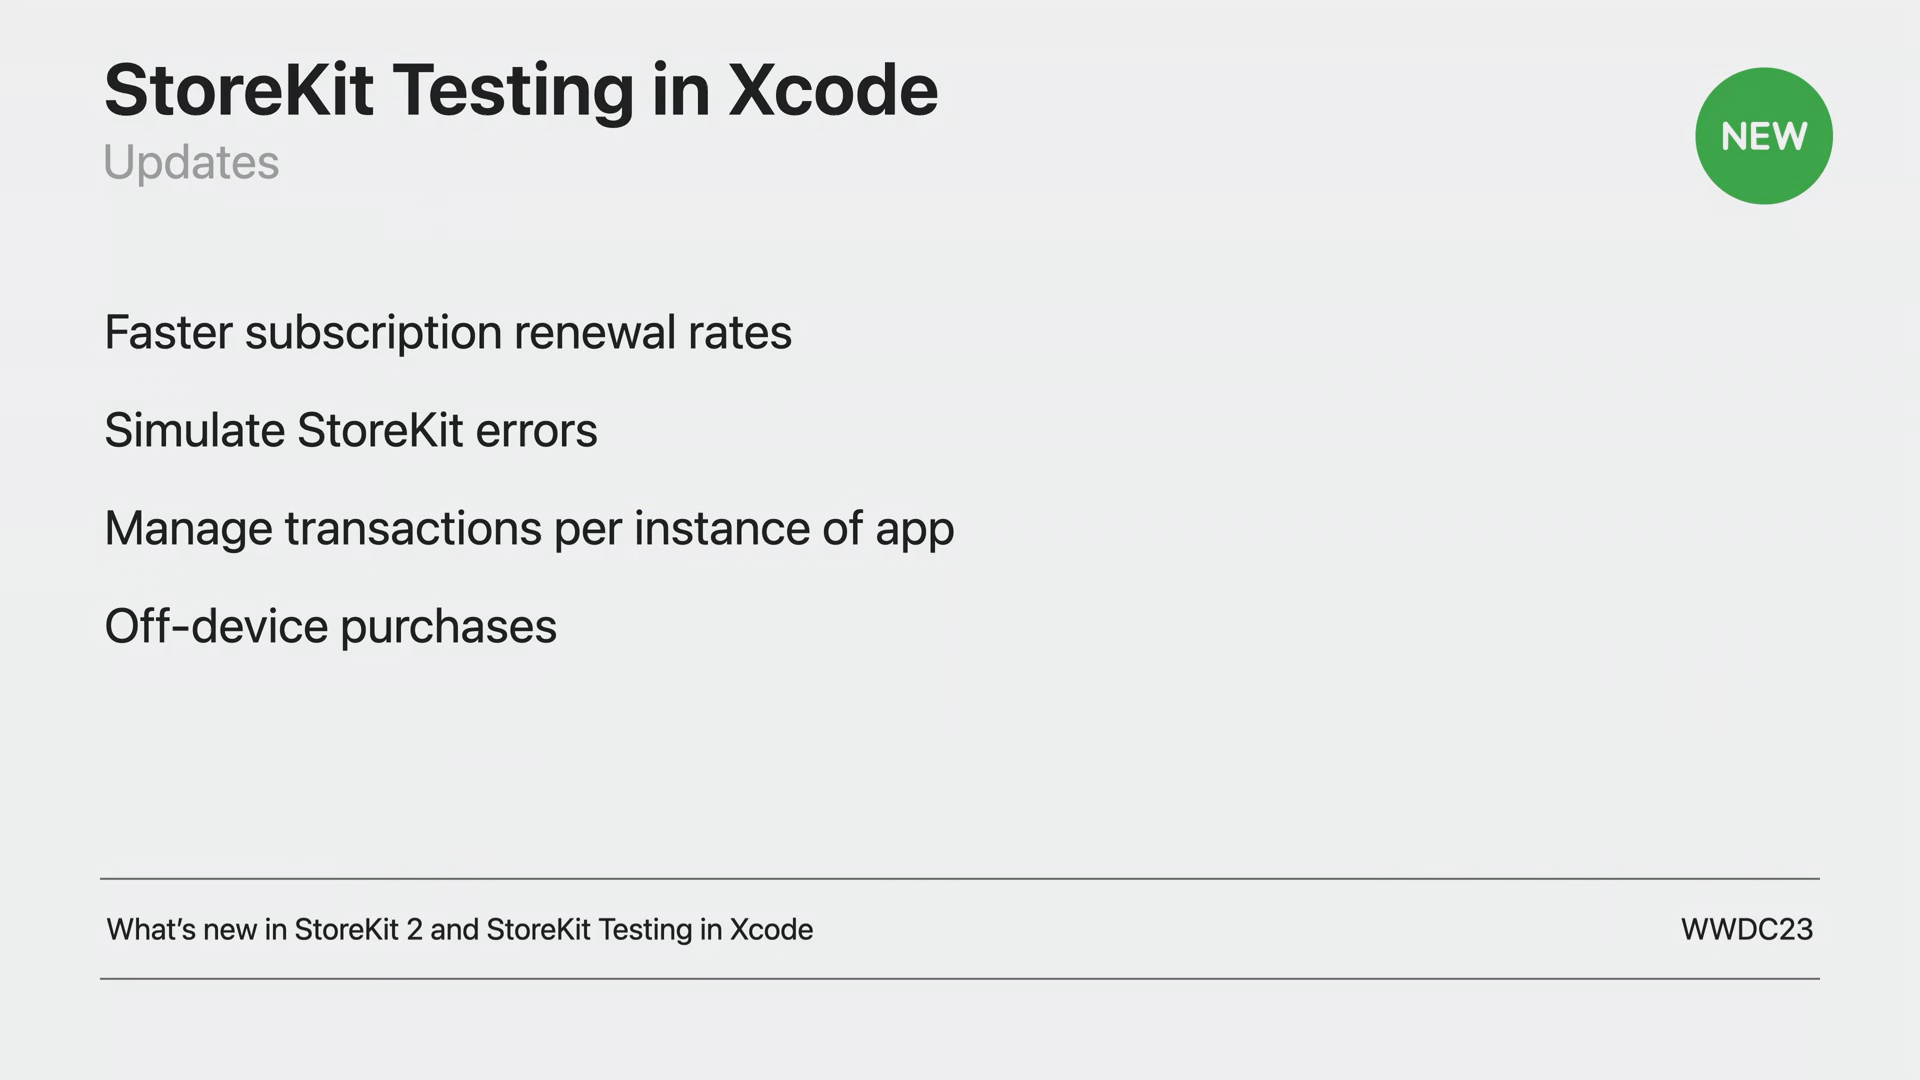 StoreKit Testing in Xcode
NEW
Updates
Faster subscription renewal rates
Simulate StoreKit errors
Manage transactions per instance of app
Off-device purchases
What’s new in StoreKit 2 and StoreKit Testing in Xcode
WWDC23